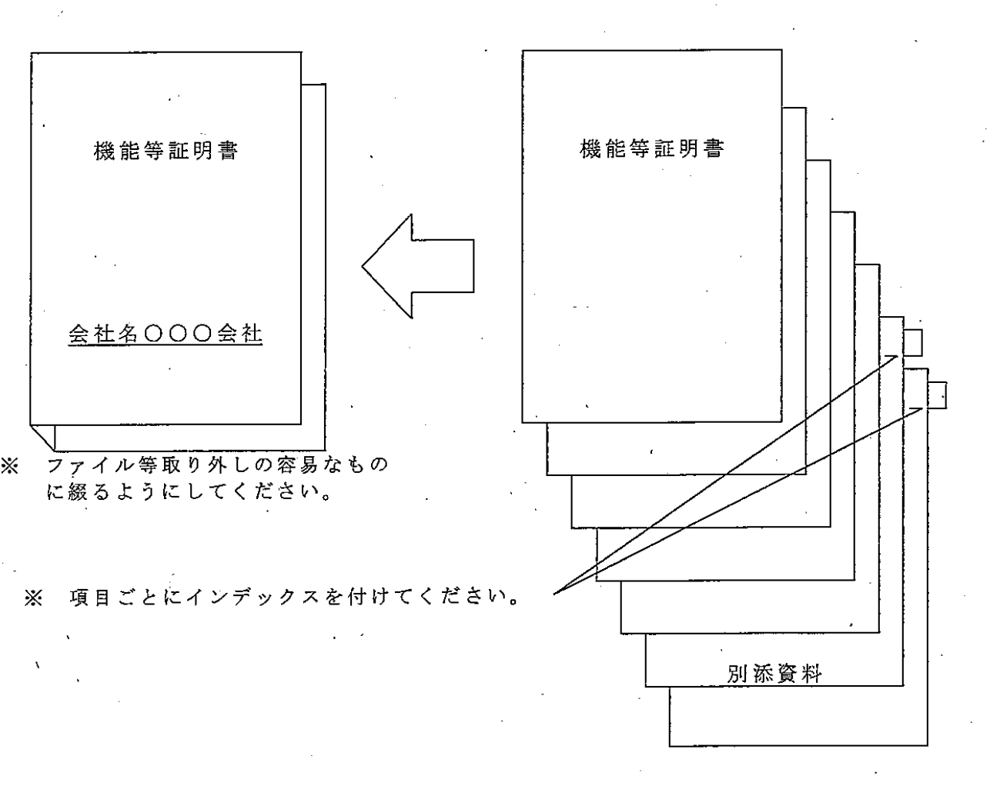 機能等証明書
会社名〇〇〇会社
※ ファイル等取り外しの容易なもの
に綴るようにしてください。
※ 項目ごとにインデックスを付けてください。
機能等証明書
別添資料